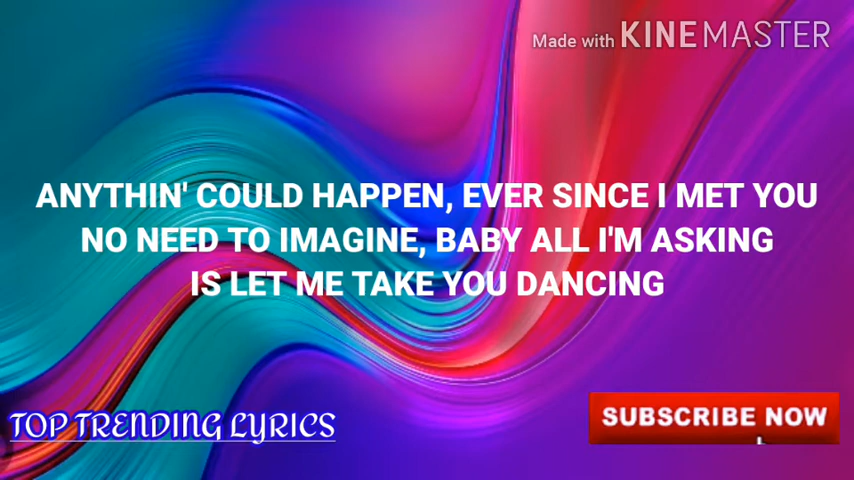 Made with KINEMASTER
ANYTHIN' COULD HAPPEN, EVER SINCE I MET YOU
NO NEED TO IMAGINE, BABY ALL I'M ASKING
IS LET ME TAKE YOU DANCING
TOP TRENDING LYRICS
SUBSCRIBE NOW